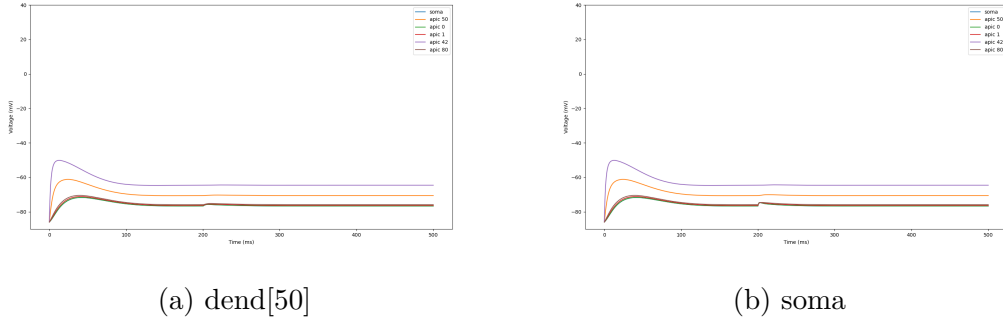 40
20
0
−20
−40
−60
−80
Voltage (mV)
0
100
200
300
400
500
Time (ms)
soma
apic 50
apic 0
apic 1
apic 42
apic 80
(a) dend[50]
40
20
0
−20
−40
−60
−80
Voltage (mV)
0
100
200
300
400
500
Time (ms)
soma
apic 50
apic 0
apic 1
apic 42
apic 80
(b) soma